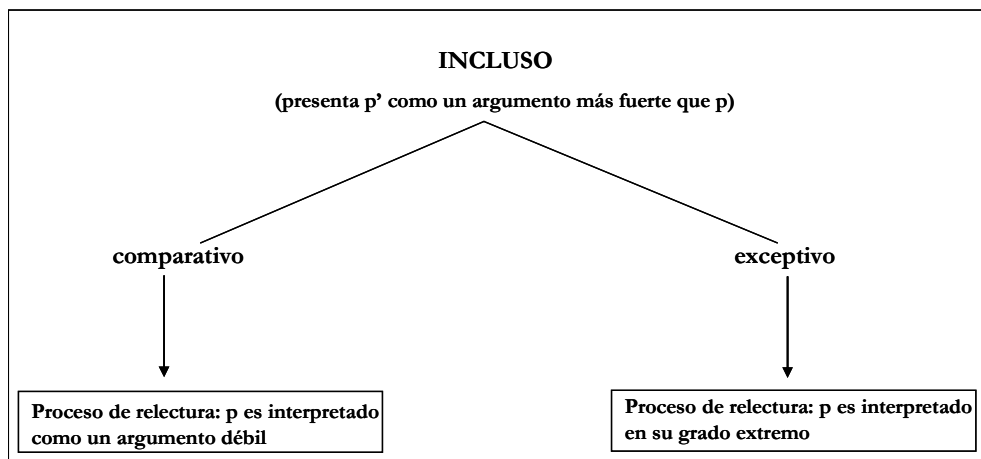 INCLUSO
(presenta p’ como un argumento más fuerte que p)
comparativo
exceptivo
Proceso de relectura: p es interpretado
como un argumento débil
Proceso de relectura: p es interpretado
en su grado extremo